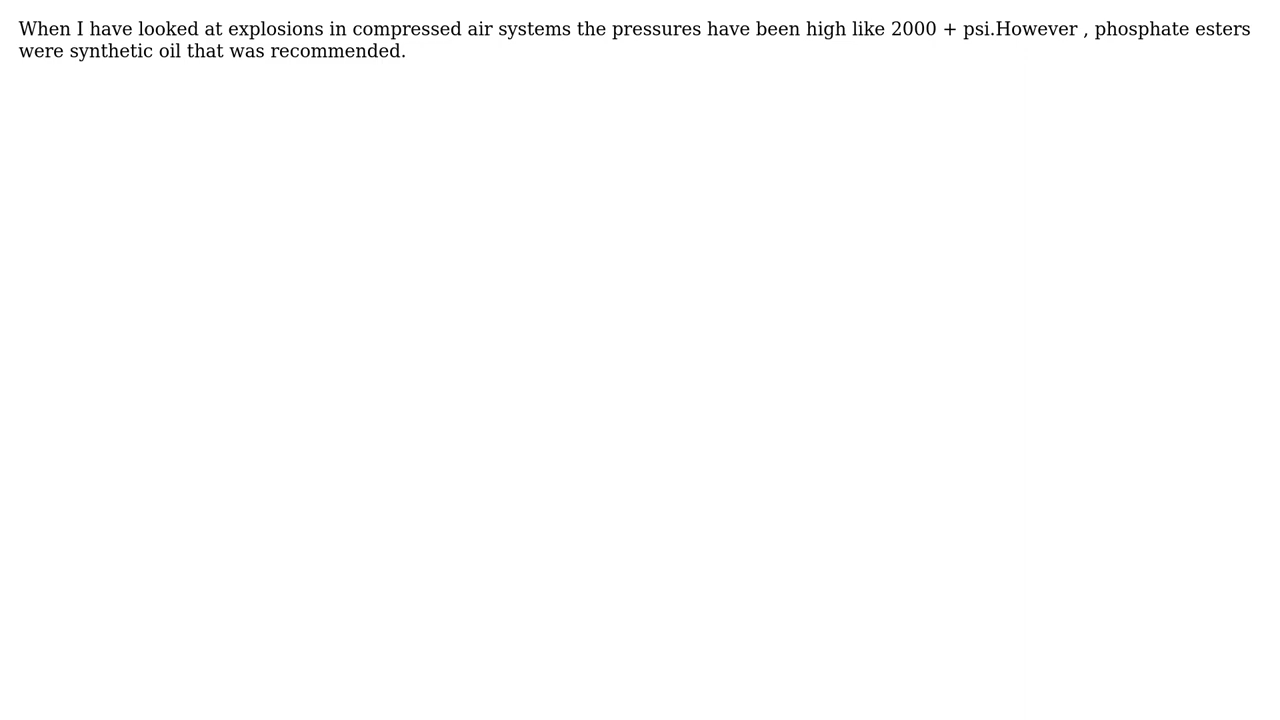 When I have looked at explosions in compressed air systems the pressures have been high like 2000 + psi.However , phosphate esters
were synthetic oil that was recommended.